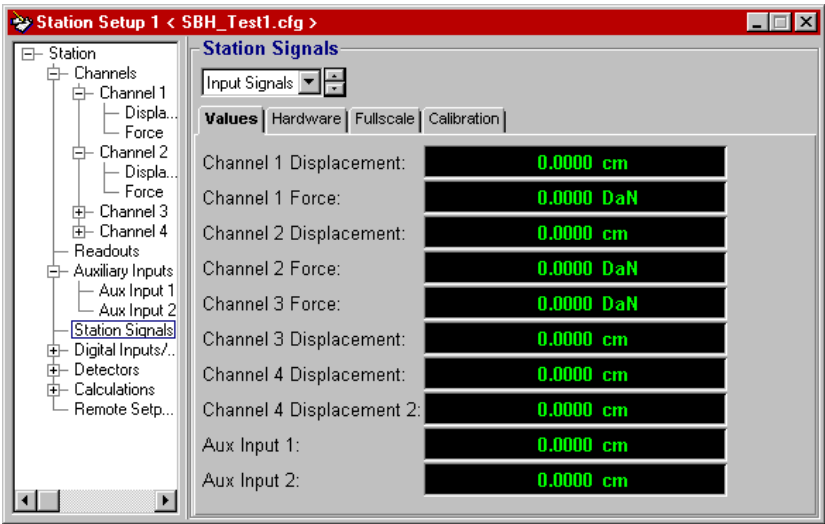 Station Setup 1 < SBH_Test1.cfg >
Station
Channels
Channel 1
Displa...
Force
Channel 2
Displa...
Force
Channel 3
Channel 4
Readouts
Auxiliary Inputs
Aux Input 1
Aux Input 2
Station Signals
Digital Inputs/..
Detectors
Calculations
Remote Setp...
Station Signals
Input Signals
Values Hardware Fullscale Calibration
Channel 1 Displacement: 0.0000 cm
Channel 1 Force: 0.0000 DaN
Channel 2 Displacement: 0.0000 cm
Channel 2 Force: 0.0000 DaN
Channel 3 Force: 0.0000 DaN
Channel 3 Displacement: 0.0000 cm
Channel 4 Displacement: 0.0000 cm
Channel 4 Displacement 2: 0.0000 cm
Aux Input 1: 0.0000 cm
Aux Input 2: 0.0000 cm